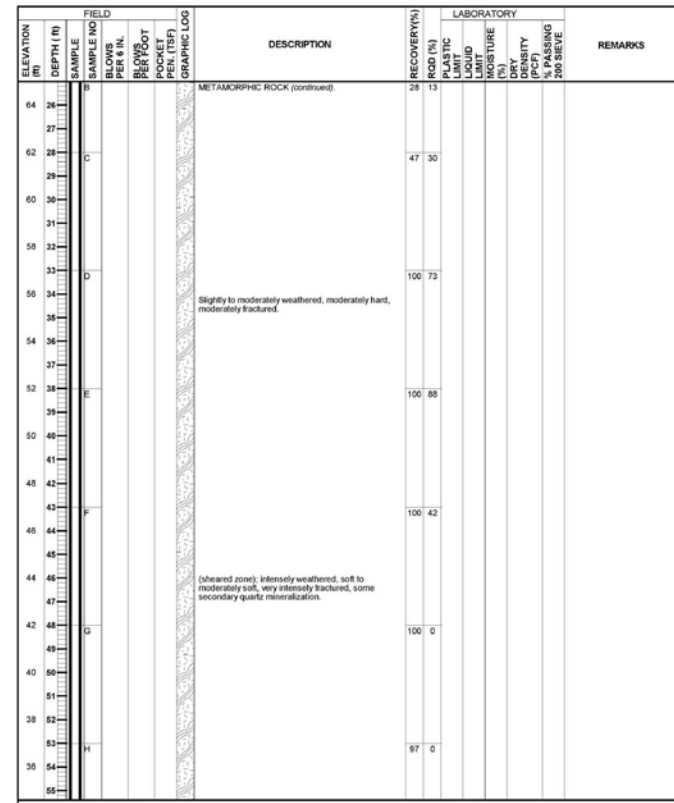 FIELD
LABORATORY
ELEVATION (ft)
DEPTH (ft)
SAMPLE
SAMPLE NO
BLOWS PER 6 IN.
BLOWS PER FOOT
POCKET PEN. (TSF)
GRAPHIC LOG
DESCRIPTION
RECOVERY(%)
RQD (%)
PLASTIC LIMIT
LIQUID LIMIT
MOISTURE (%)
DRY DENSITY (PCF)
% PASSING 200 SIEVE
REMARKS
B METAMORPHIC ROCK (continued). 28 13
64 26
27
62 28
C 47 30
29
60 30
31
58 32
33
D 100 73
56 34
Slightly to moderately weathered, moderately hard,
moderately fractured.
35
54 36
37
52 38
E 100 88
39
50 40
41
48 42
43
F 100 42
46 44
45
44 46
(sheared zone); intensely weathered, soft to
moderately soft, very intensely fractured, some
secondary quartz mineralization.
47
42 48
G 100 0
49
40 50
51
38 52
53
H 97 0
36 54
55